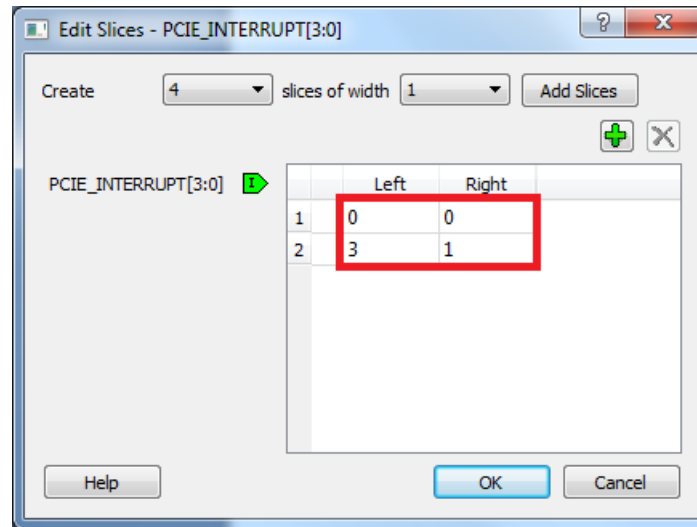 Edit Slices - PCIE_INTERRUPT[3:0]
Create 4 slices of width 1 Add Slices
PCIE_INTERRUPT[3:0] I
Left Right
1 0 0
2 3 1
Help OK Cancel